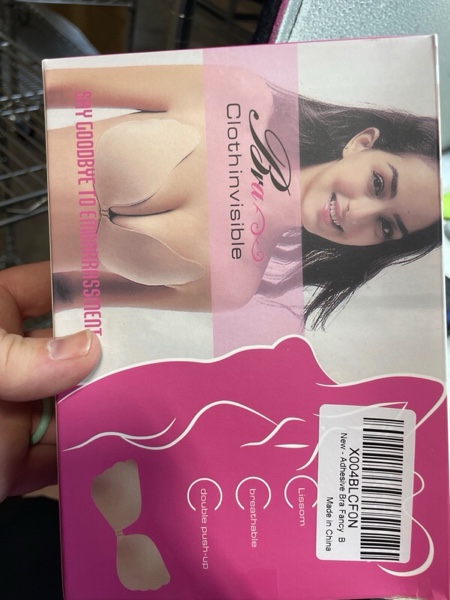 Bra
Clothinvisible
SAY GOODBYE TO EMBARRASSMENT
Lissom
breathable
double push-up
X004BLCF0N
New - Adhesive Bra Fancy, B
Made in China